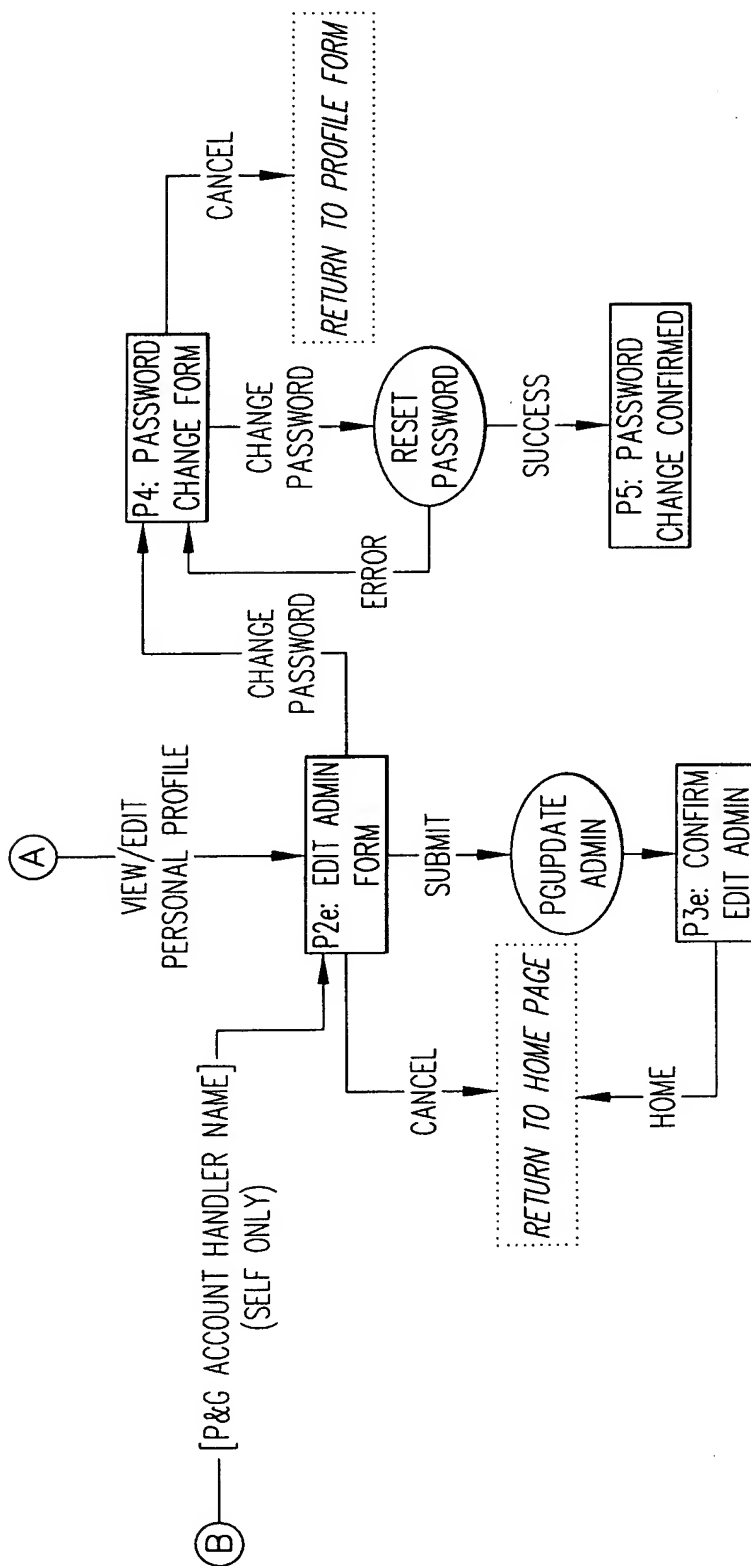 A
VIEW/EDIT
PERSONAL PROFILE
B
[P&G ACCOUNT HANDLER NAME]
(SELF ONLY)
P2e: EDIT ADMIN
FORM
CANCEL
RETURN TO HOME PAGE
SUBMIT
PGUPDATE
ADMIN
P3e: CONFIRM
EDIT ADMIN
HOME
CHANGE
PASSWORD
P4: PASSWORD
CHANGE FORM
CANCEL
RETURN TO PROFILE FORM
CHANGE
PASSWORD
RESET
PASSWORD
ERROR
SUCCESS
P5: PASSWORD
CHANGE CONFIRMED